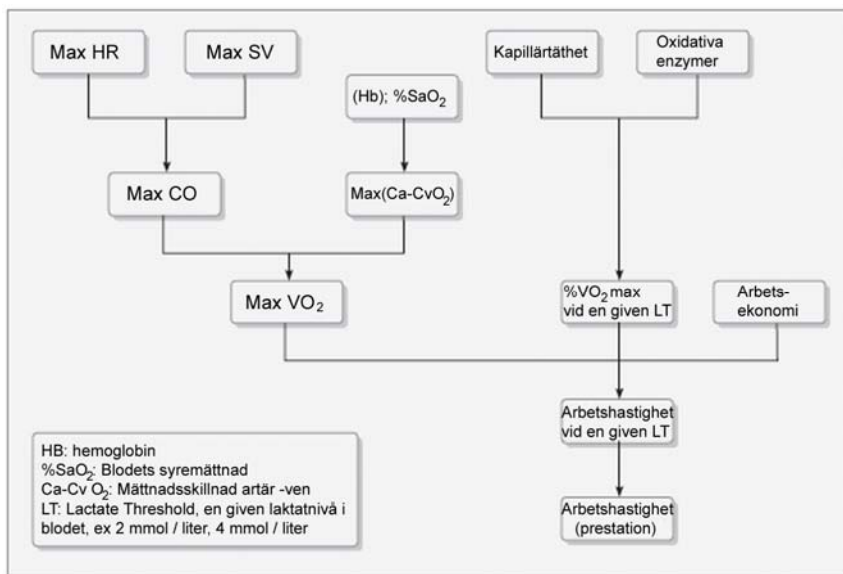 Max HR
Max SV
Kapillärtäthet
Oxidativa
enzymer
(Hb); %SaO₂
Max CO
Max(Ca-CvO₂)
Max VO₂
%VO₂max
vid en given LT
Arbets-
ekonomi
Arbetshastighet
vid en given LT
HB: hemoglobin
%SaO₂: Blodets syremättnad
Ca-Cv O₂: Mättnadsskillnad artär -ven
LT: Lactate Threshold, en given laktatnivå i
blodet, ex 2 mmol / liter, 4 mmol / liter
Arbetshastighet
(prestation)